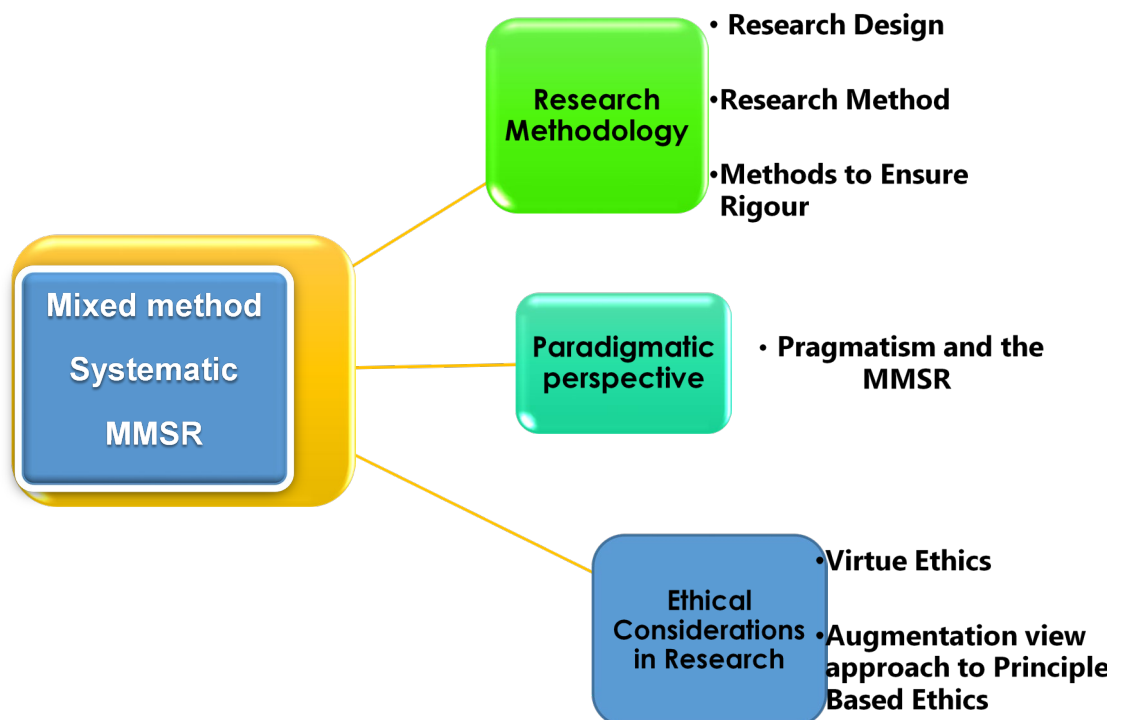 Mixed method
Systematic
MMSR
Research
Methodology
• Research Design
•Research Method
•Methods to Ensure
Rigour
Paradigmatic
perspective
• Pragmatism and the
MMSR
Ethical
Considerations
in Research
•Virtue Ethics
•Augmentation view
approach to Principle
Based Ethics